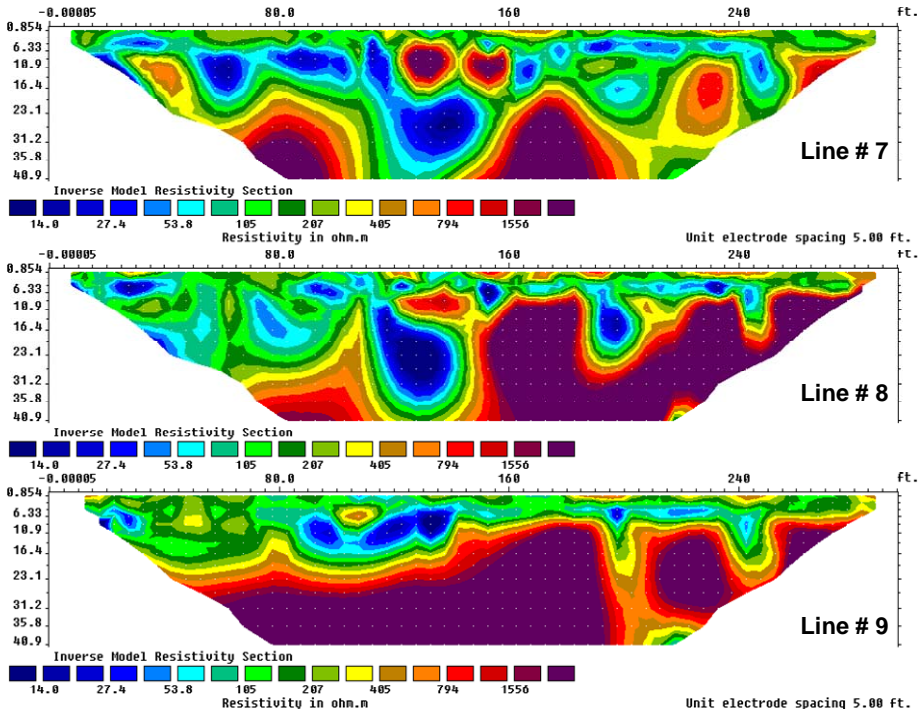 -0.00005 80.0 160 240 ft.
0.854
6.33
10.9
16.4
23.1
31.2
35.8
40.9
Line # 7
Inverse Model Resistivity Section
14.0 27.4 53.8 105 207 405 794 1556
Resistivity in ohm.m Unit electrode spacing 5.00 ft.
-0.00005 80.0 160 240 ft.
0.854
6.33
10.9
16.4
23.1
31.2
35.8
40.9
Line # 8
Inverse Model Resistivity Section
14.0 27.4 53.8 105 207 405 794 1556
Resistivity in ohm.m Unit electrode spacing 5.00 ft.
-0.00005 80.0 160 240 ft.
0.854
6.33
10.9
16.4
23.1
31.2
35.8
40.9
Line # 9
Inverse Model Resistivity Section
14.0 27.4 53.8 105 207 405 794 1556
Resistivity in ohm.m Unit electrode spacing 5.00 ft.